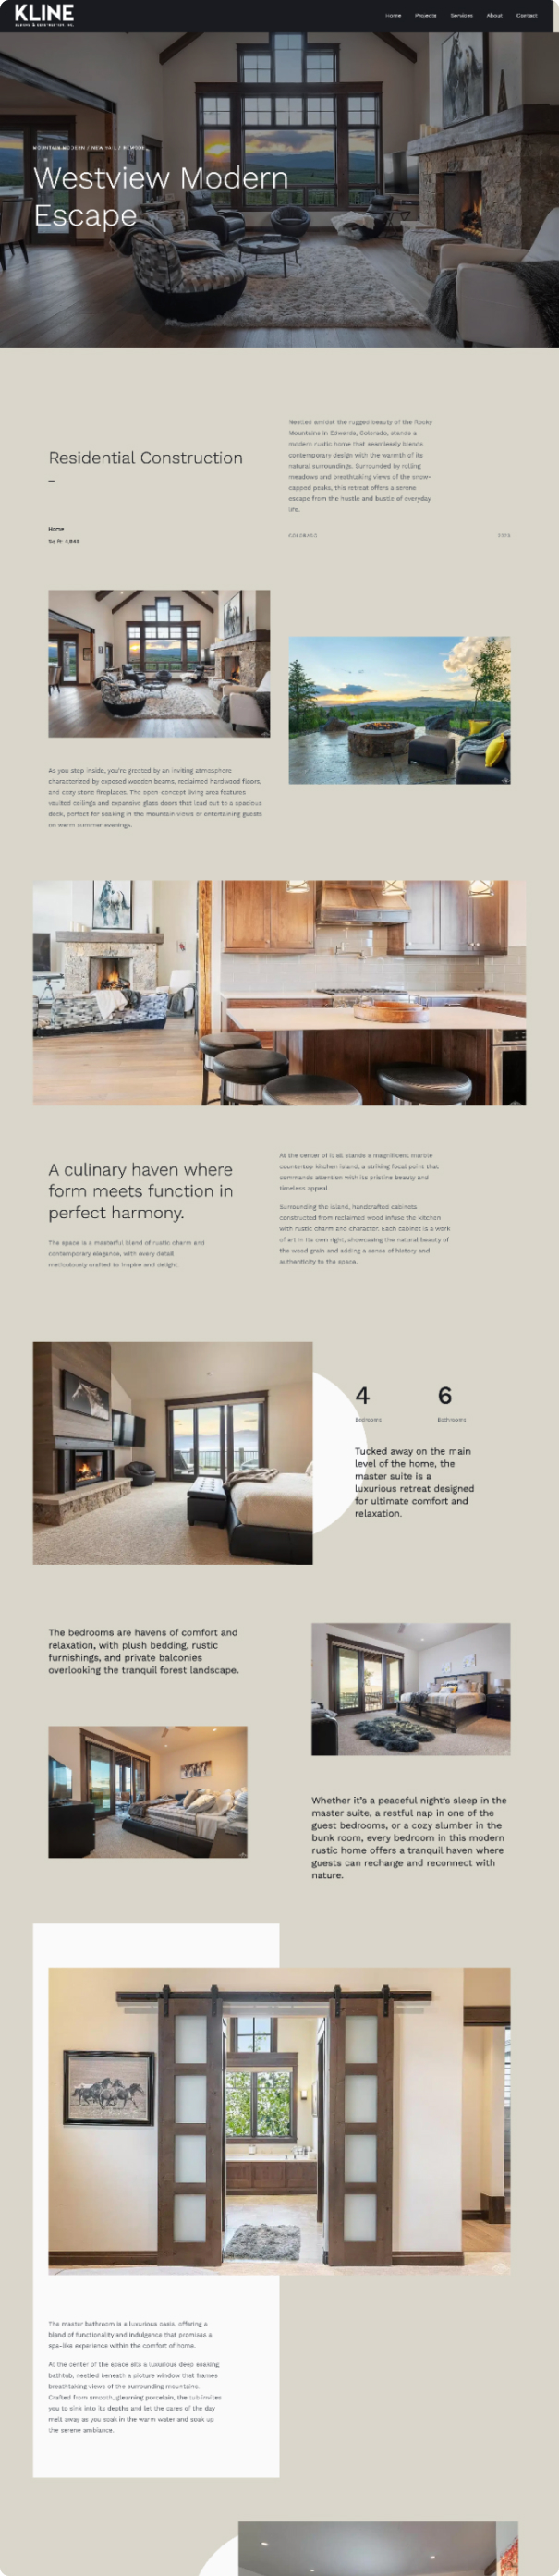 KLINE
Home Projects Services About Contact
Westview Modern
Escape
Residential Construction
Nestled amidst the rugged beauty of the Rocky
Mountains in Edwards, Colorado, stands a
modern rustic home that seamlessly blends
contemporary design with the warmth of its
natural surroundings. Surrounded by rolling
meadows and breathtaking views of the snow-
capped peaks, this retreat offers a serene
escape from the hustle and bustle of everyday
life.
As you step inside, you're greeted by an inviting atmosphere
characterized by exposed wooden beams, reclaimed hardwood floors,
and cozy stone fireplaces. The open-concept living area features
vaulted ceilings and expansive glass doors that lead out to a spacious
deck, perfect for soaking in the mountain views or entertaining guests
on warm summer evenings.
A culinary haven where
form meets function in
perfect harmony.
The space is a masterful blend of rustic charm and
contemporary elegance, with every detail
meticulously crafted to inspire and delight.
At the center of it all stands a magnificent marble
countertop kitchen island, a striking focal point that
commands attention with its pristine beauty and
timeless appeal.
Surrounding the island, handcrafted cabinets
constructed from reclaimed wood infuse the kitchen
with rustic charm and character. Each cabinet is a work
of art in its own right, showcasing the natural beauty of
the wood grain and adding a sense of history and
authenticity to the space.
4 6
Bedrooms Bathrooms
Tucked away on the main
level of the home, the
master suite is a
luxurious retreat designed
for ultimate comfort and
relaxation.
The bedrooms are havens of comfort and
relaxation, with plush bedding, rustic
furnishings, and private balconies
overlooking the tranquil forest landscape.
Whether it's a peaceful night's sleep in the
master suite, a restful nap in one of the
guest bedrooms, or a cozy slumber in the
bunk room, every bedroom in this modern
rustic home offers a tranquil haven where
guests can recharge and reconnect with
nature.
The master bathroom is a luxurious oasis, offering a
blend of functionality and indulgence that promises a
spa-like experience within the comfort of home.
At the center of the space sits a luxurious deep soaking
bathtub, nestled beneath a picture window that frames
breathtaking views of the surrounding mountains.
Crafted from smooth, gleaming porcelain, the tub invites
you to sink into its depths and let the cares of the day
melt away as you soak in the warm water and soak up
the serene ambiance.